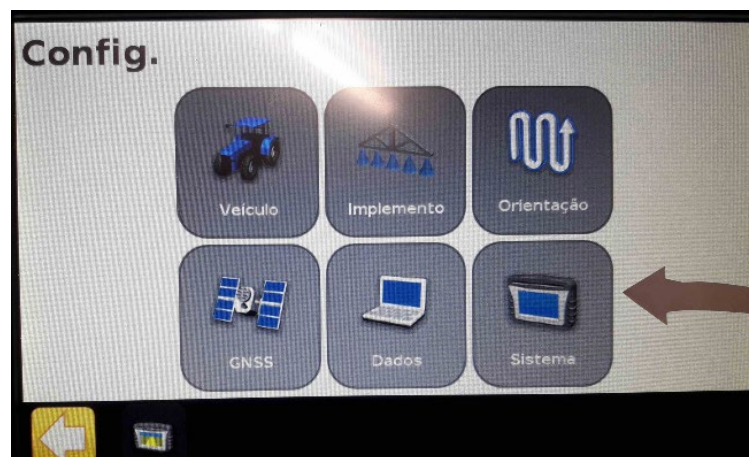 Config.
Veículo
Implemento
Orientação
GNSS
Dados
Sistema